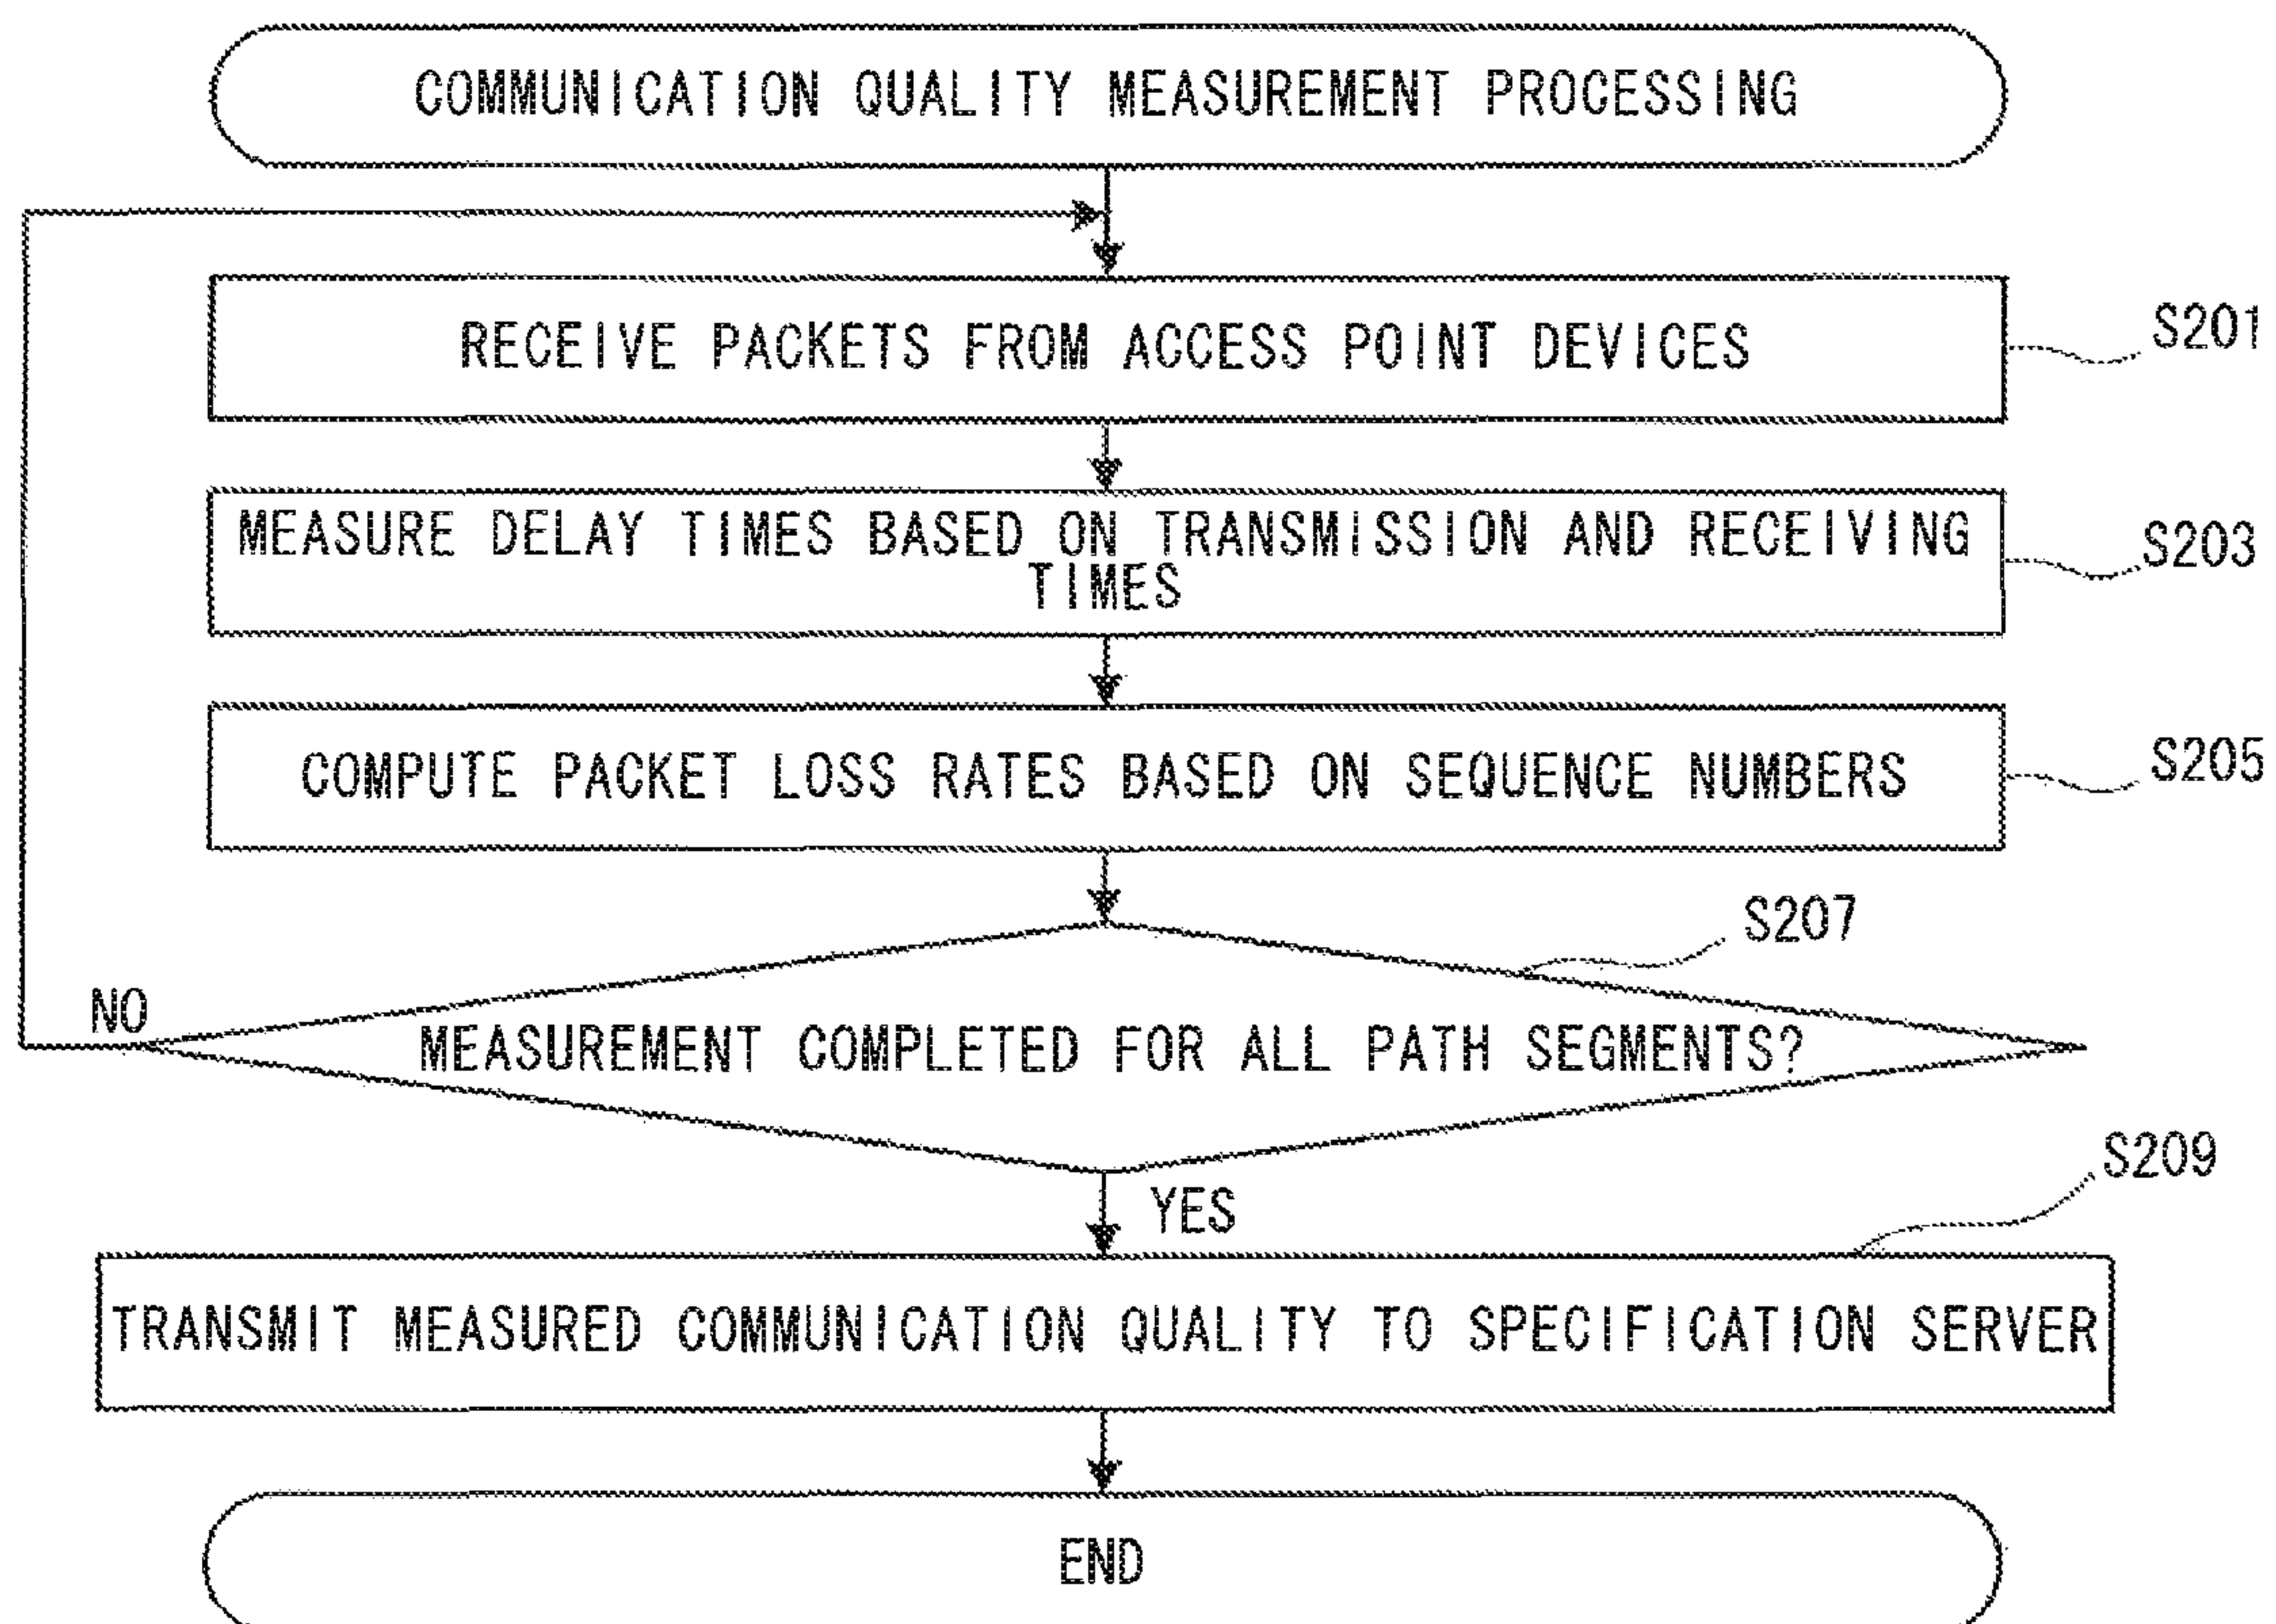 COMMUNICATION QUALITY MEASUREMENT PROCESSING
RECEIVE PACKETS FROM ACCESS POINT DEVICES
S201
MEASURE DELAY TIMES BASED ON TRANSMISSION AND RECEIVING
TIMES
S203
COMPUTE PACKET LOSS RATES BASED ON SEQUENCE NUMBERS
S205
S207
NO
MEASUREMENT COMPLETED FOR ALL PATH SEGMENTS?
YES
S209
TRANSMIT MEASURED COMMUNICATION QUALITY TO SPECIFICATION SERVER
END